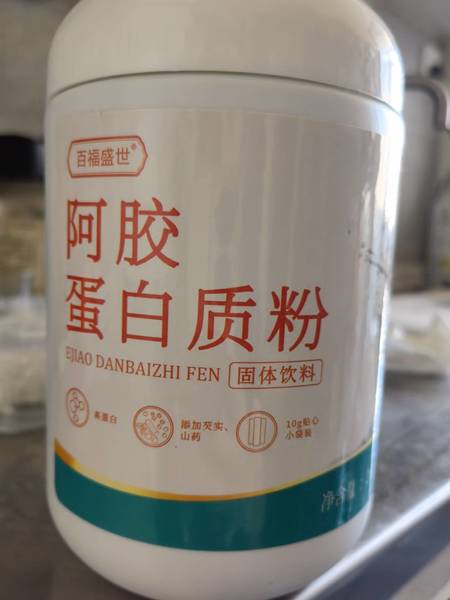 百福盛世®
阿胶
蛋白质粉
EJIAO DANBAIZHI FEN
固体饮料
高蛋白
添加芡实、
山药
10g贴心
小袋装
净含量